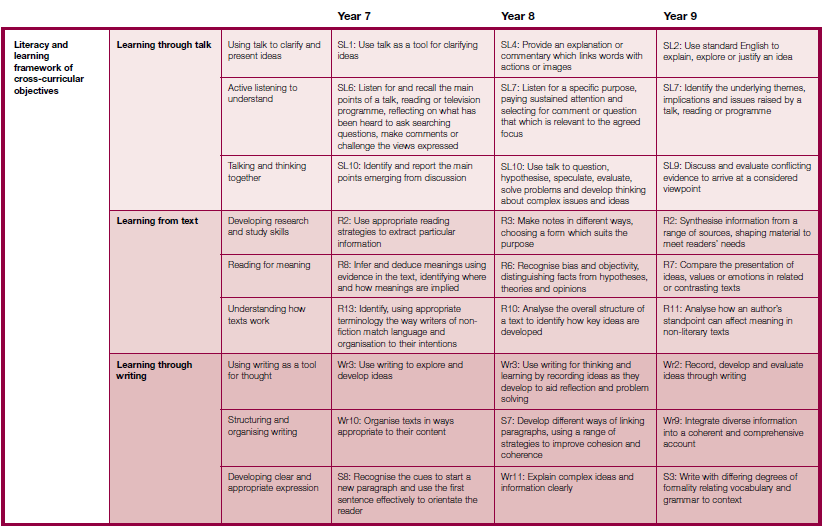 Year 7
Year 8
Year 9
Literacy and
learning
framework of
cross-curricular
objectives
Learning through talk
Using talk to clarify and
present ideas
SL1: Use talk as a tool for clarifying
ideas
SL4: Provide an explanation or
commentary which links words with
actions or images
SL2: Use standard English to
explain, explore or justify an idea
Active listening to
understand
SL6: Listen for and recall the main
points of a talk, reading or television
programme, reflecting on what has
been heard to ask searching
questions, make comments or
challenge the views expressed
SL7: Listen for a specific purpose,
paying sustained attention and
selecting for comment or question
that which is relevant to the agreed
focus
SL7: Identify the underlying themes,
implications and issues raised by a
talk, reading or programme
Talking and thinking
together
SL10: Identify and report the main
points emerging from discussion
SL10: Use talk to question,
hypothesise, speculate, evaluate,
solve problems and develop thinking
about complex issues and ideas
SL9: Discuss and evaluate conflicting
evidence to arrive at a considered
viewpoint
Learning from text
Developing research
and study skills
R2: Use appropriate reading
strategies to extract particular
information
R3: Make notes in different ways,
choosing a form which suits the
purpose
R2: Synthesise information from a
range of sources, shaping material to
meet readers' needs
Reading for meaning
R8: Infer and deduce meanings using
evidence in the text, identifying where
and how meanings are implied
R6: Recognise bias and objectivity,
distinguishing facts from hypotheses,
theories and opinions
R7: Compare the presentation of
ideas, values or emotions in related
or contrasting texts
Understanding how
texts work
R13: Identify, using appropriate
terminology the way writers of non-
fiction match language and
organisation to their intentions
R10: Analyse the overall structure of
a text to identify how key ideas are
developed
R11: Analyse how an author's
standpoint can affect meaning in
non-literary texts
Learning through
writing
Using writing as a tool
for thought
Wr3: Use writing to explore and
develop ideas
Wr3: Use writing for thinking and
learning by recording ideas as they
develop to aid reflection and problem
solving
Wr2: Record, develop and evaluate
ideas through writing
Structuring and
organising writing
Wr10: Organise texts in ways
appropriate to their content
S7: Develop different ways of linking
paragraphs, using a range of
strategies to improve cohesion and
coherence
Wr9: Integrate diverse information
into a coherent and comprehensive
account
Developing clear and
appropriate expression
S8: Recognise the cues to start a
new paragraph and use the first
sentence effectively to orientate the
reader
Wr11: Explain complex ideas and
information clearly
S3: Write with differing degrees of
formality relating vocabulary and
grammar to context